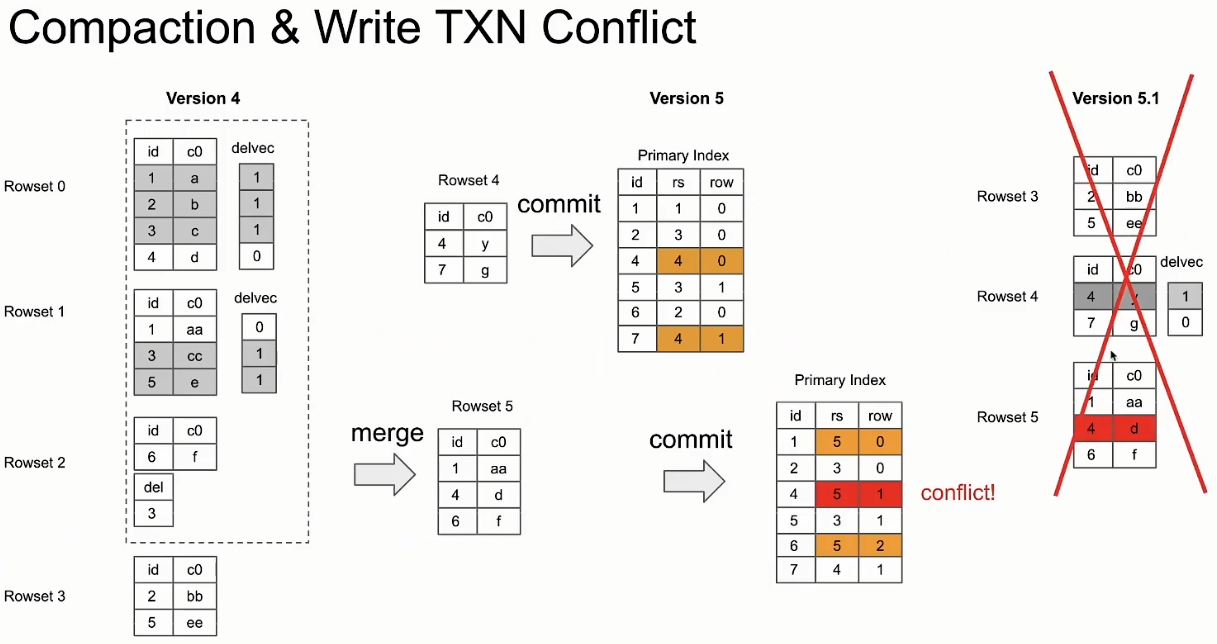 Compaction & Write TXN Conflict
Version 4
Rowset 0
id c0
1 a
2 b
3 c
4 d
delvec
1
1
1
0
Rowset 1
id c0
1 aa
3 cc
5 e
delvec
0
1
1
Rowset 2
id c0
6 f
del
3
Rowset 3
id c0
2 bb
5 ee
Version 5
Rowset 4
id c0
4 y
7 g
commit
Primary Index
id rs row
1 1 0
2 3 0
4 4 0
5 3 1
6 2 0
7 4 1
merge
Rowset 5
id c0
1 aa
4 d
6 f
commit
Primary Index
id rs row
1 5 0
2 3 0
4 5 1
5 3 1
6 5 2
7 4 1
conflict!
Version 5.1
Rowset 3
id c0
2 bb
5 ee
Rowset 4
id c0
4 y
7 g
delvec
1
0
Rowset 5
id c0
1 aa
4 d
6 f